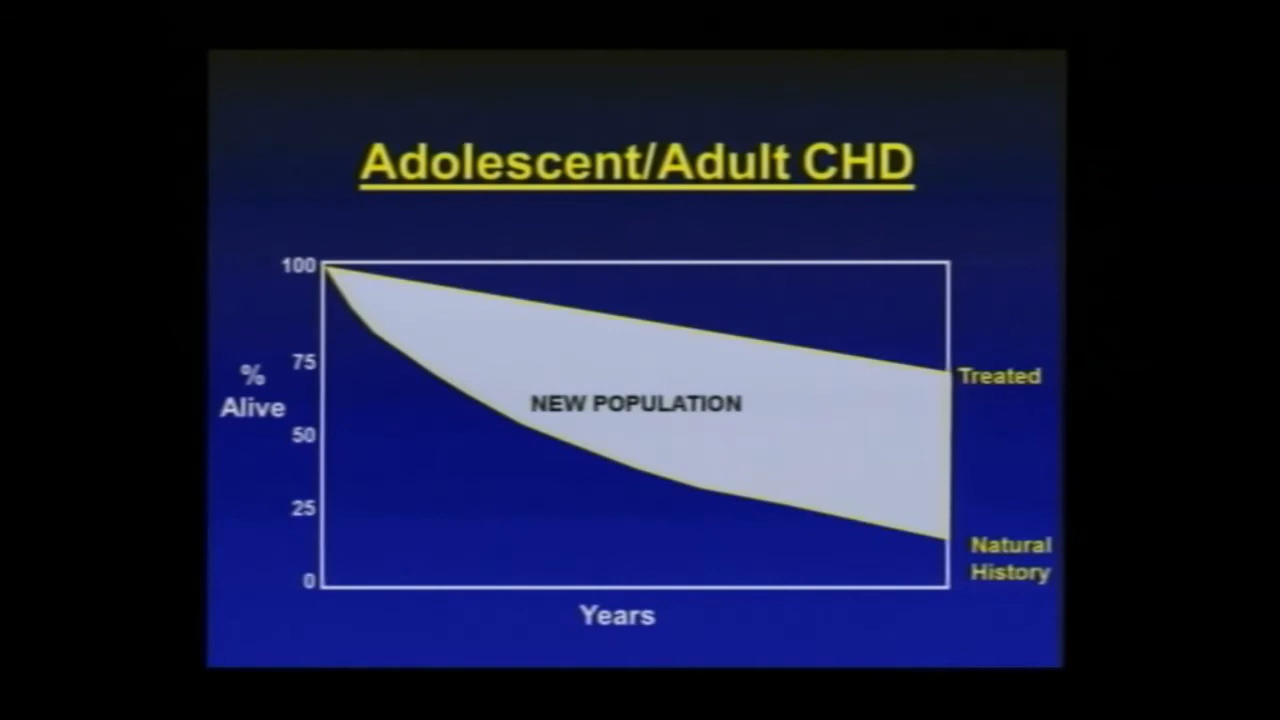 Adolescent/Adult CHD
100
75
%
Alive
50
25
0
NEW POPULATION
Treated
Natural
History
Years